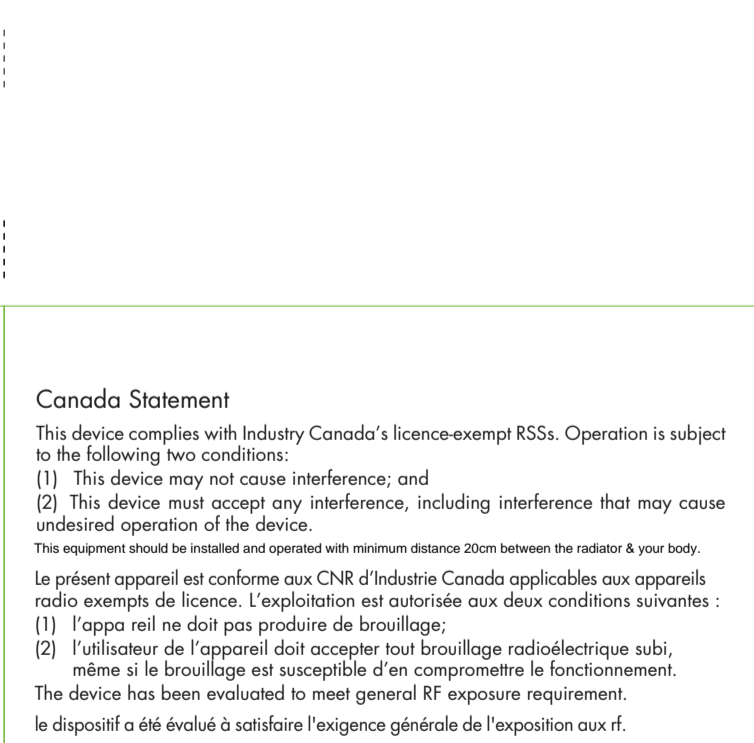 Canada Statement
This device complies with Industry Canada's licence-exempt RSSs. Operation is subject
to the following two conditions:
(1) This device may not cause interference; and
(2) This device must accept any interference, including interference that may cause
undesired operation of the device.
This equipment should be installed and operated with minimum distance 20cm between the radiator & your body.
Le présent appareil est conforme aux CNR d'Industrie Canada applicables aux appareils
radio exempts de licence. L'exploitation est autorisée aux deux conditions suivantes :
(1) l'appa reil ne doit pas produire de brouillage;
(2) l'utilisateur de l'appareil doit accepter tout brouillage radioélectrique subi,
même si le brouillage est susceptible d'en compromettre le fonctionnement.
The device has been evaluated to meet general RF exposure requirement.
le dispositif a été évalué à satisfaire l'exigence générale de l'exposition aux rf.